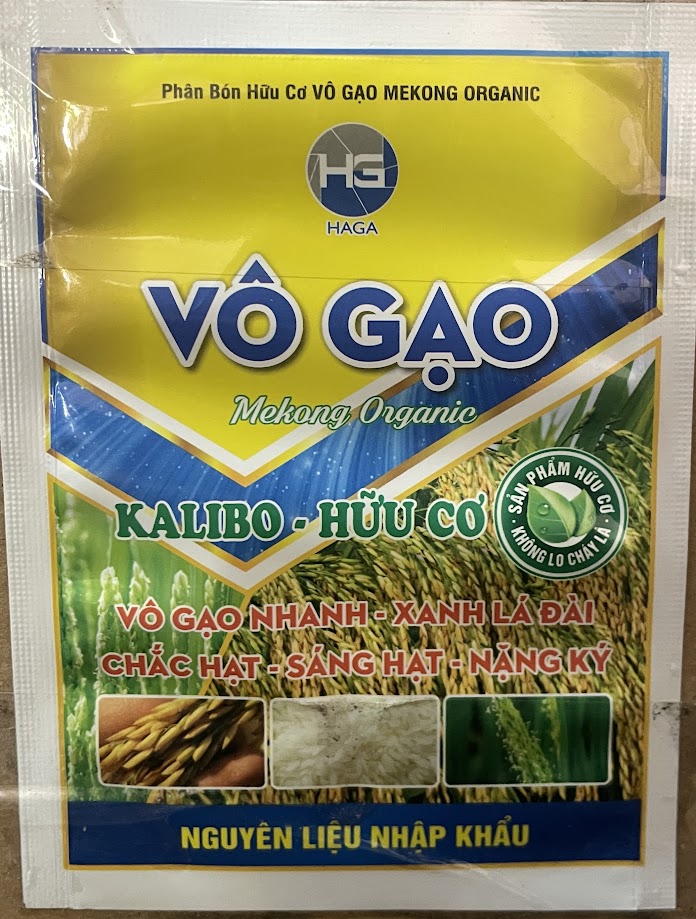 Phân Bón Hữu Cơ VÔ GẠO MEKONG ORGANIC
HG
HAGA
VÔ GẠO
Mekong Organic
KALIBO - HỮU CƠ
SẢN PHẨM HỮU CƠ
KHÔNG LO CHÁY LÁ
VÔ GẠO NHANH - XANH LÁ ĐÀI
CHẮC HẠT - SÁNG HẠT - NẶNG KÝ
NGUYÊN LIỆU NHẬP KHẨU